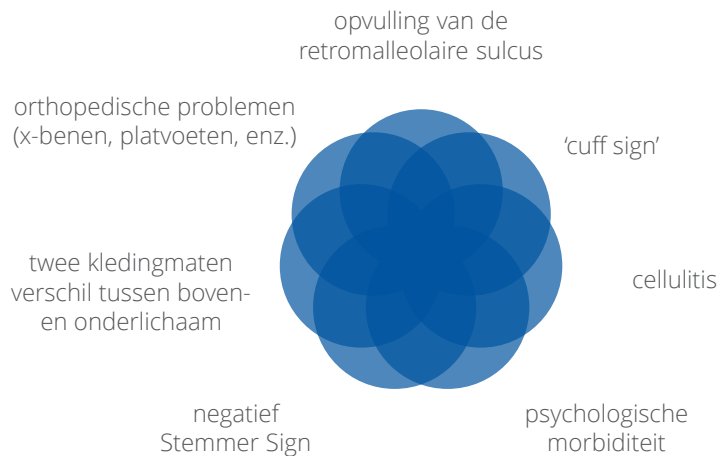 opvulling van de
retromalleolaire sulcus
orthopedische problemen
(x-benen, platvoeten, enz.)
‘cuff sign’
twee kledingmaten
verschil tussen boven-
en onderlichaam
cellulitis
negatief
Stemmer Sign
psychologische
morbiditeit